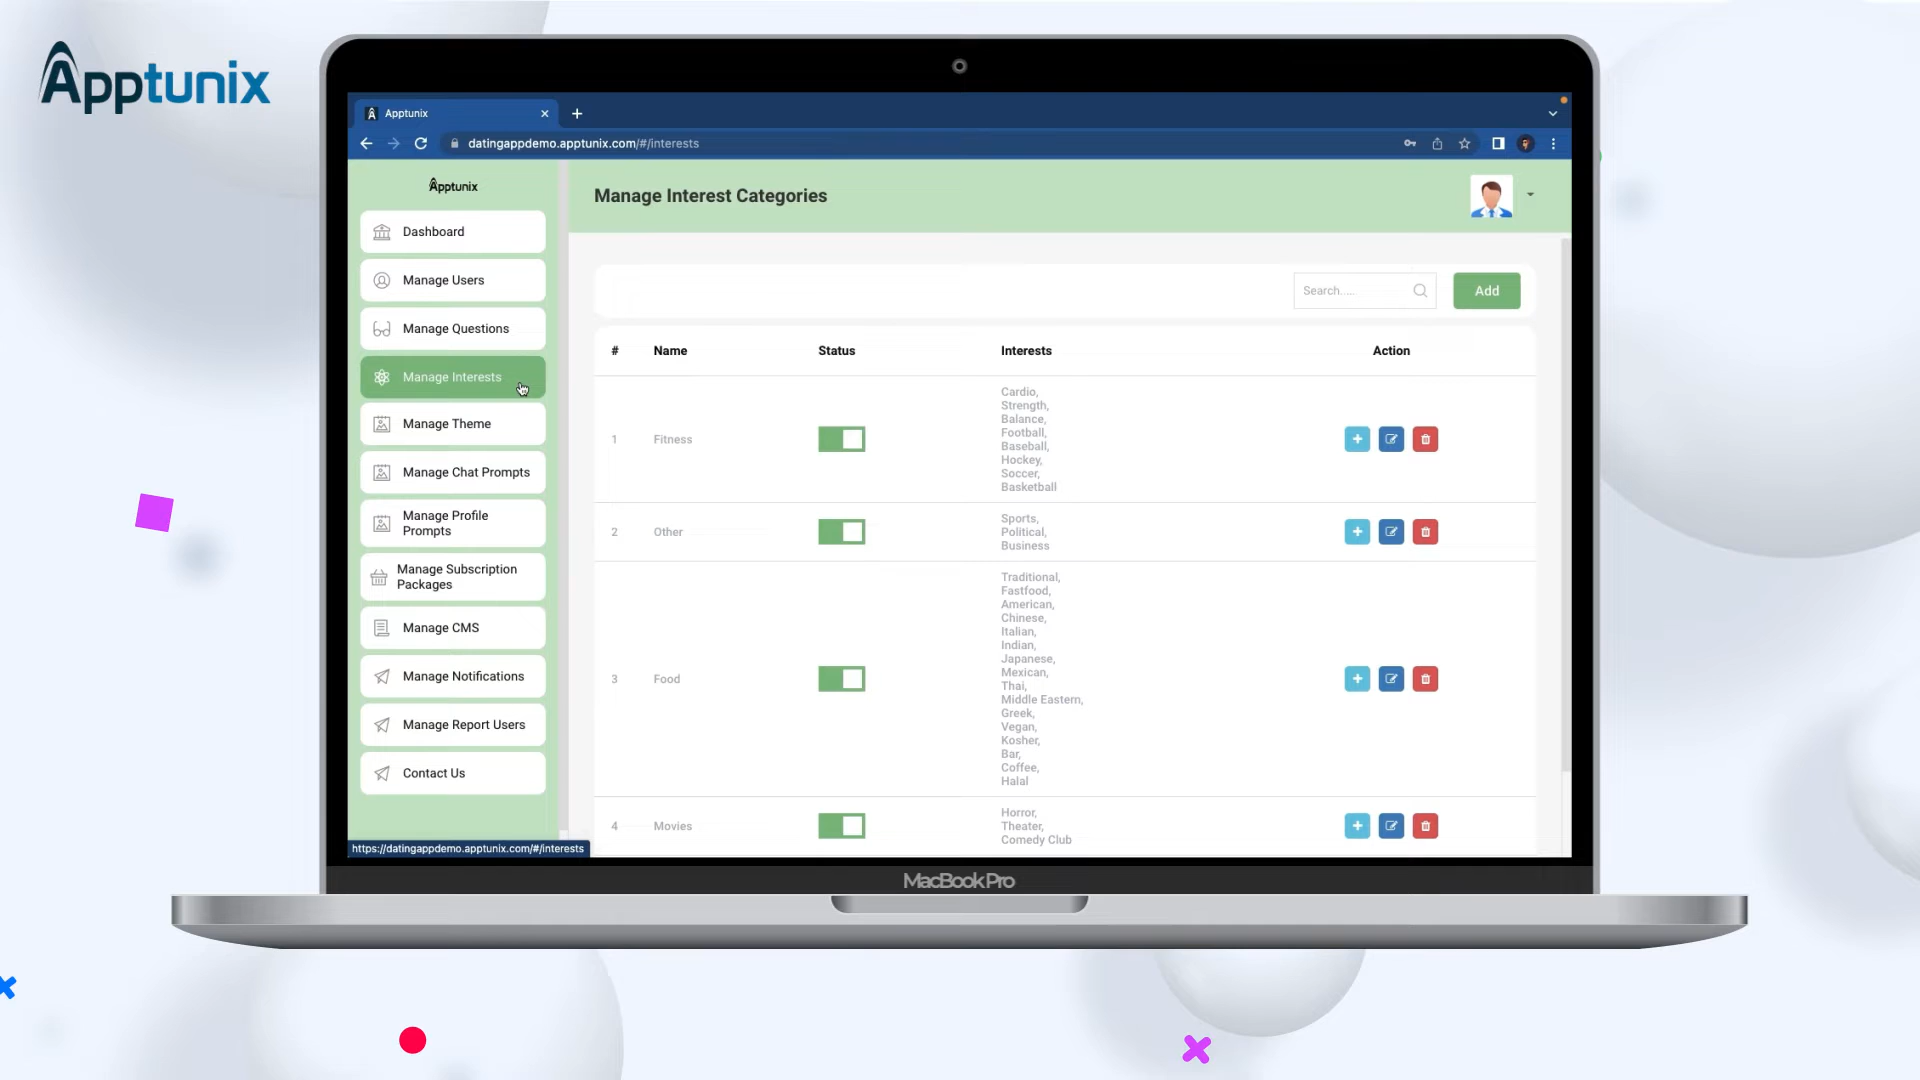 Apptunix
Apptunix
datingappdemo.apptunix.com/#/interests
Apptunix
Manage Interest Categories
Dashboard
Manage Users
Manage Questions
Manage Interests
Manage Theme
Manage Chat Prompts
Manage Profile
Prompts
Manage Subscription
Packages
Manage CMS
Manage Notifications
Manage Report Users
Contact Us
https://datingappdemo.apptunix.com/#/interests
Search.....
Add
# Name Status Interests Action
1 Fitness
Cardio,
Strength,
Balance,
Football,
Baseball,
Hockey,
Soccer,
Basketball
2 Other
Sports,
Political,
Business
3 Food
Traditional,
Fastfood,
American,
Chinese,
Italian,
Indian,
Japanese,
Mexican,
Thai,
Middle Eastern,
Greek,
Vegan,
Kosher,
Bar,
Coffee,
Halal
4 Movies
Horror,
Theater,
Comedy Club
MacBook Pro